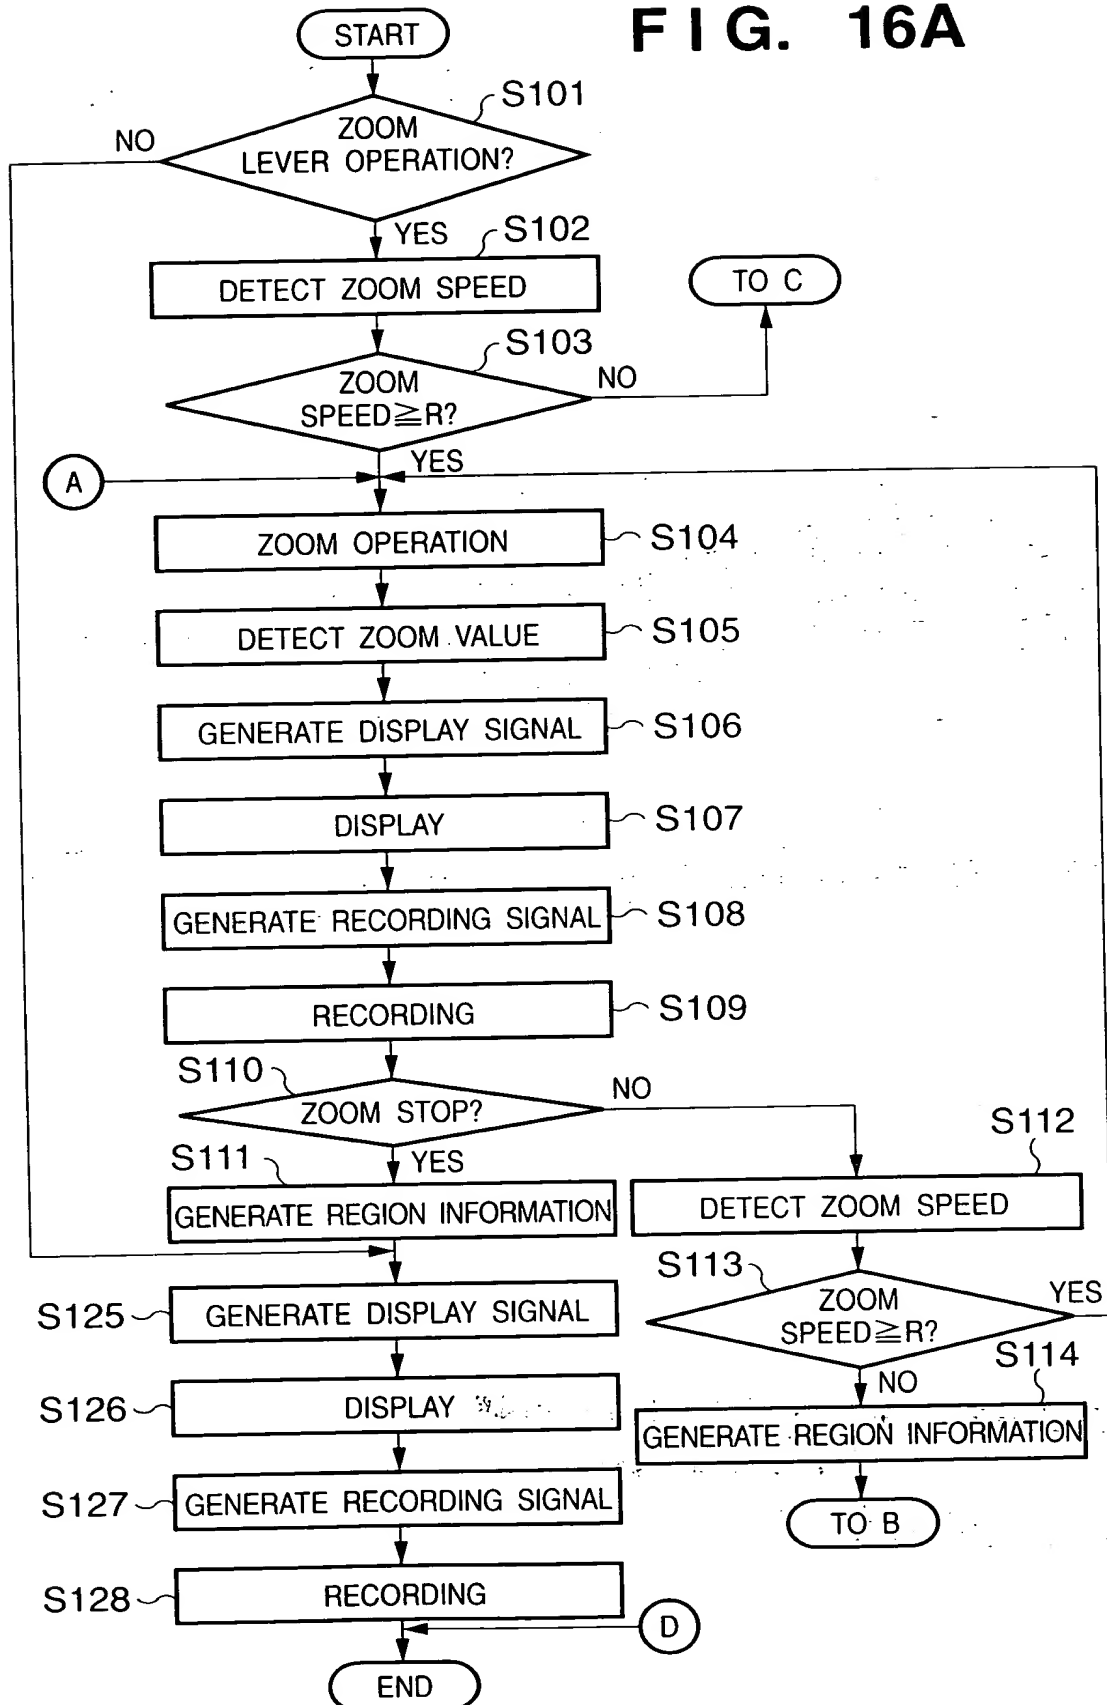 FIG. 16A
START
S101
ZOOM
LEVER OPERATION?
NO
YES
S102
DETECT ZOOM SPEED
TO C
S103
ZOOM
SPEED≧R?
NO
YES
A
ZOOM OPERATION
S104
DETECT ZOOM VALUE
S105
GENERATE DISPLAY SIGNAL
S106
DISPLAY
S107
GENERATE RECORDING SIGNAL
S108
RECORDING
S109
S110
ZOOM STOP?
NO
YES
S111
GENERATE REGION INFORMATION
S112
DETECT ZOOM SPEED
S113
ZOOM
SPEED≧R?
YES
NO
S114
GENERATE REGION INFORMATION
TO B
S125
GENERATE DISPLAY SIGNAL
S126
DISPLAY
S127
GENERATE RECORDING SIGNAL
S128
RECORDING
D
END